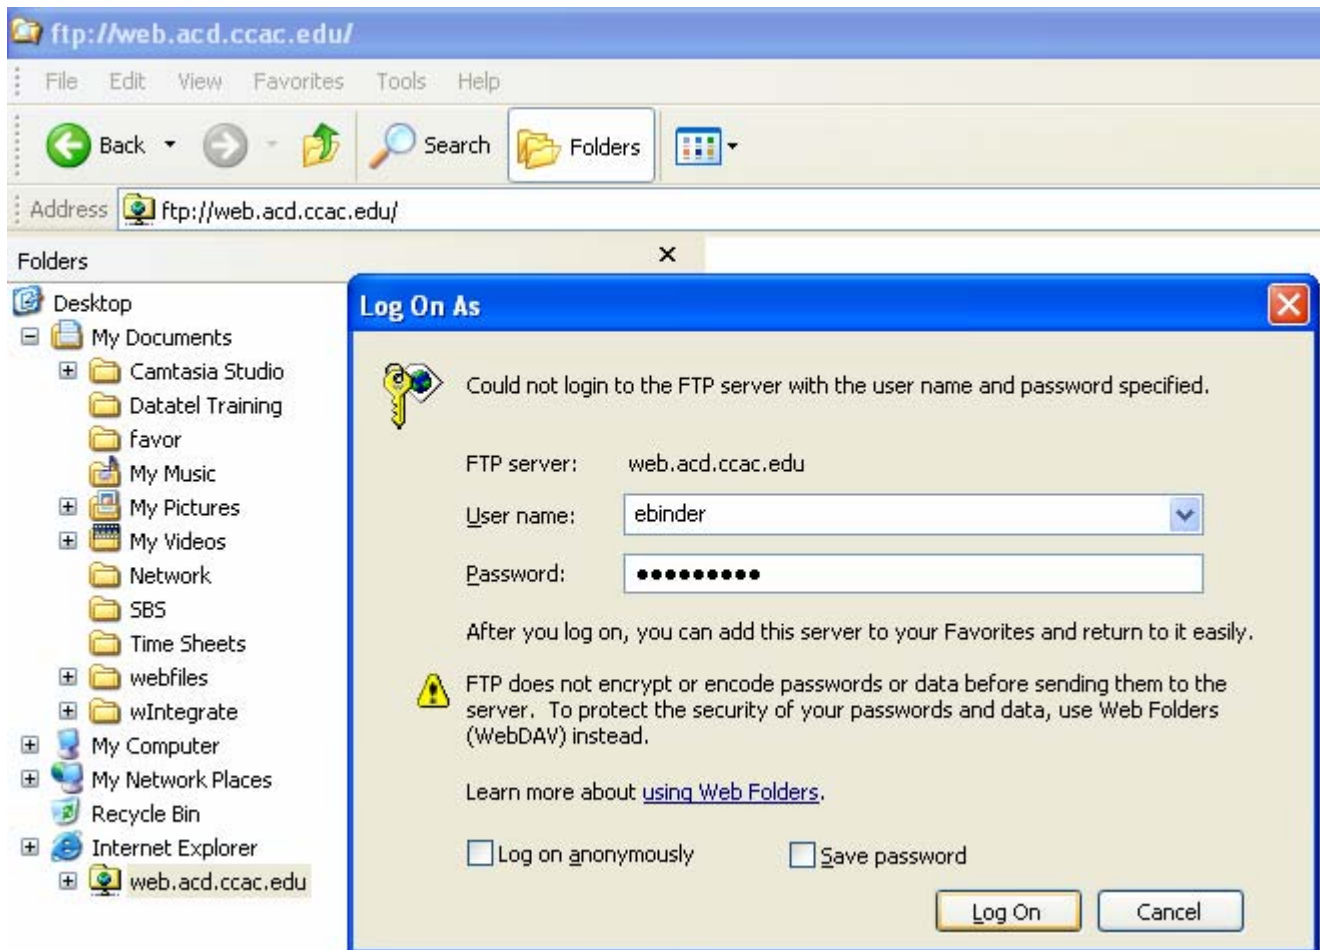 ftp://web.acd.ccac.edu/
File Edit View Favorites Tools Help
Back Search Folders
Address ftp://web.acd.ccac.edu/
Folders
Desktop
My Documents
Camtasia Studio
Datatel Training
favor
My Music
My Pictures
My Videos
Network
SBS
Time Sheets
webfiles
wIntegrate
My Computer
My Network Places
Recycle Bin
Internet Explorer
web.acd.ccac.edu
Log On As
Could not login to the FTP server with the user name and password specified.
FTP server: web.acd.ccac.edu
User name: ebinder
Password: ●●●●●●●●●
After you log on, you can add this server to your Favorites and return to it easily.
FTP does not encrypt or encode passwords or data before sending them to the
server. To protect the security of your passwords and data, use Web Folders
(WebDAV) instead.
Learn more about using Web Folders.
Log on anonymously Save password
Log On Cancel